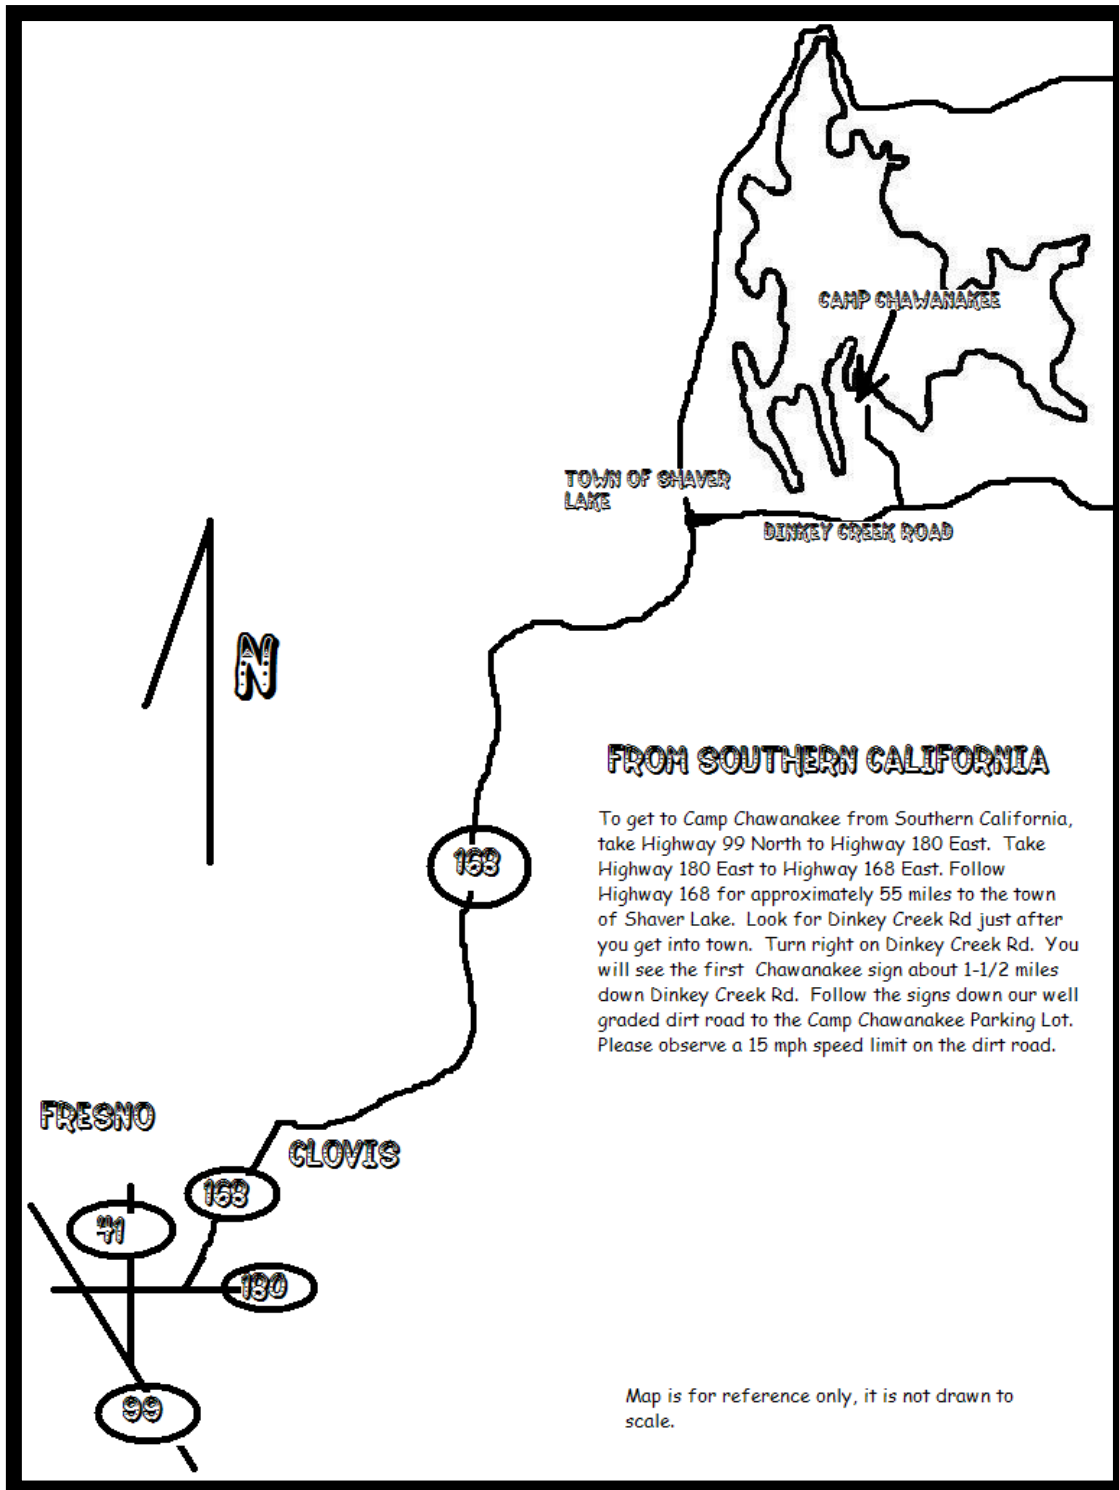 CAMP CHAWANAKEE
TOWN OF SHAVER
LAKE
DINKEY CREEK ROAD
N
FROM SOUTHERN CALIFORNIA
To get to Camp Chawanakee from Southern California,
take Highway 99 North to Highway 180 East.  Take
Highway 180 East to Highway 168 East. Follow
Highway 168 for approximately 55 miles to the town
of Shaver Lake.  Look for Dinkey Creek Rd just after
you get into town.  Turn right on Dinkey Creek Rd.  You
will see the first  Chawanakee sign about 1-1/2 miles
down Dinkey Creek Rd.  Follow the signs down our well
graded dirt road to the Camp Chawanakee Parking Lot.
Please observe a 15 mph speed limit on the dirt road.
168
FRESNO
CLOVIS
168
41
180
99
Map is for reference only, it is not drawn to
scale.